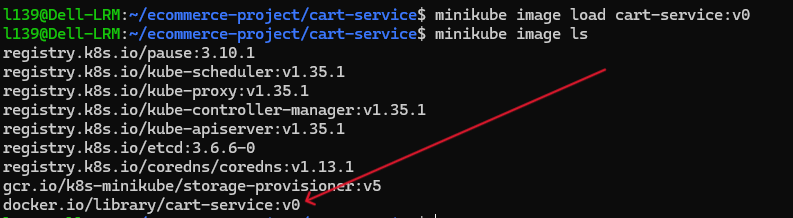 l139@Dell-LRM:~/ecommerce-project/cart-service$ minikube image load cart-service:v0
l139@Dell-LRM:~/ecommerce-project/cart-service$ minikube image ls
registry.k8s.io/pause:3.10.1
registry.k8s.io/kube-scheduler:v1.35.1
registry.k8s.io/kube-proxy:v1.35.1
registry.k8s.io/kube-controller-manager:v1.35.1
registry.k8s.io/kube-apiserver:v1.35.1
registry.k8s.io/etcd:3.6.6-0
registry.k8s.io/coredns/coredns:v1.13.1
gcr.io/k8s-minikube/storage-provisioner:v5
docker.io/library/cart-service:v0